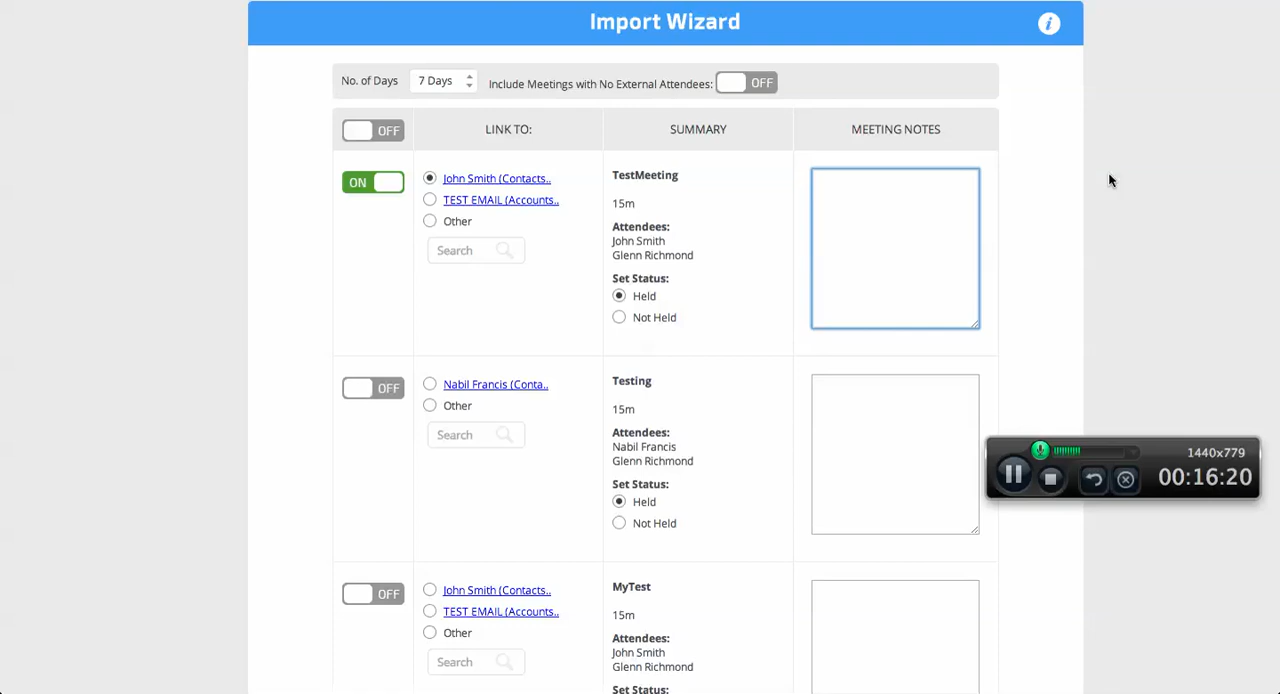 Import Wizard
i
No. of Days 7 Days Include Meetings with No External Attendees: OFF
OFF LINK TO: SUMMARY MEETING NOTES
ON
John Smith (Contacts..
TEST EMAIL (Accounts..
Other
Search
TestMeeting
15m
Attendees:
John Smith
Glenn Richmond
Set Status:
Held
Not Held
OFF
Nabil Francis (Conta..
Other
Search
Testing
15m
Attendees:
Nabil Francis
Glenn Richmond
Set Status:
Held
Not Held
1440x779
00:16:20
OFF
John Smith (Contacts..
TEST EMAIL (Accounts..
Other
Search
MyTest
15m
Attendees:
John Smith
Glenn Richmond
Set Status: